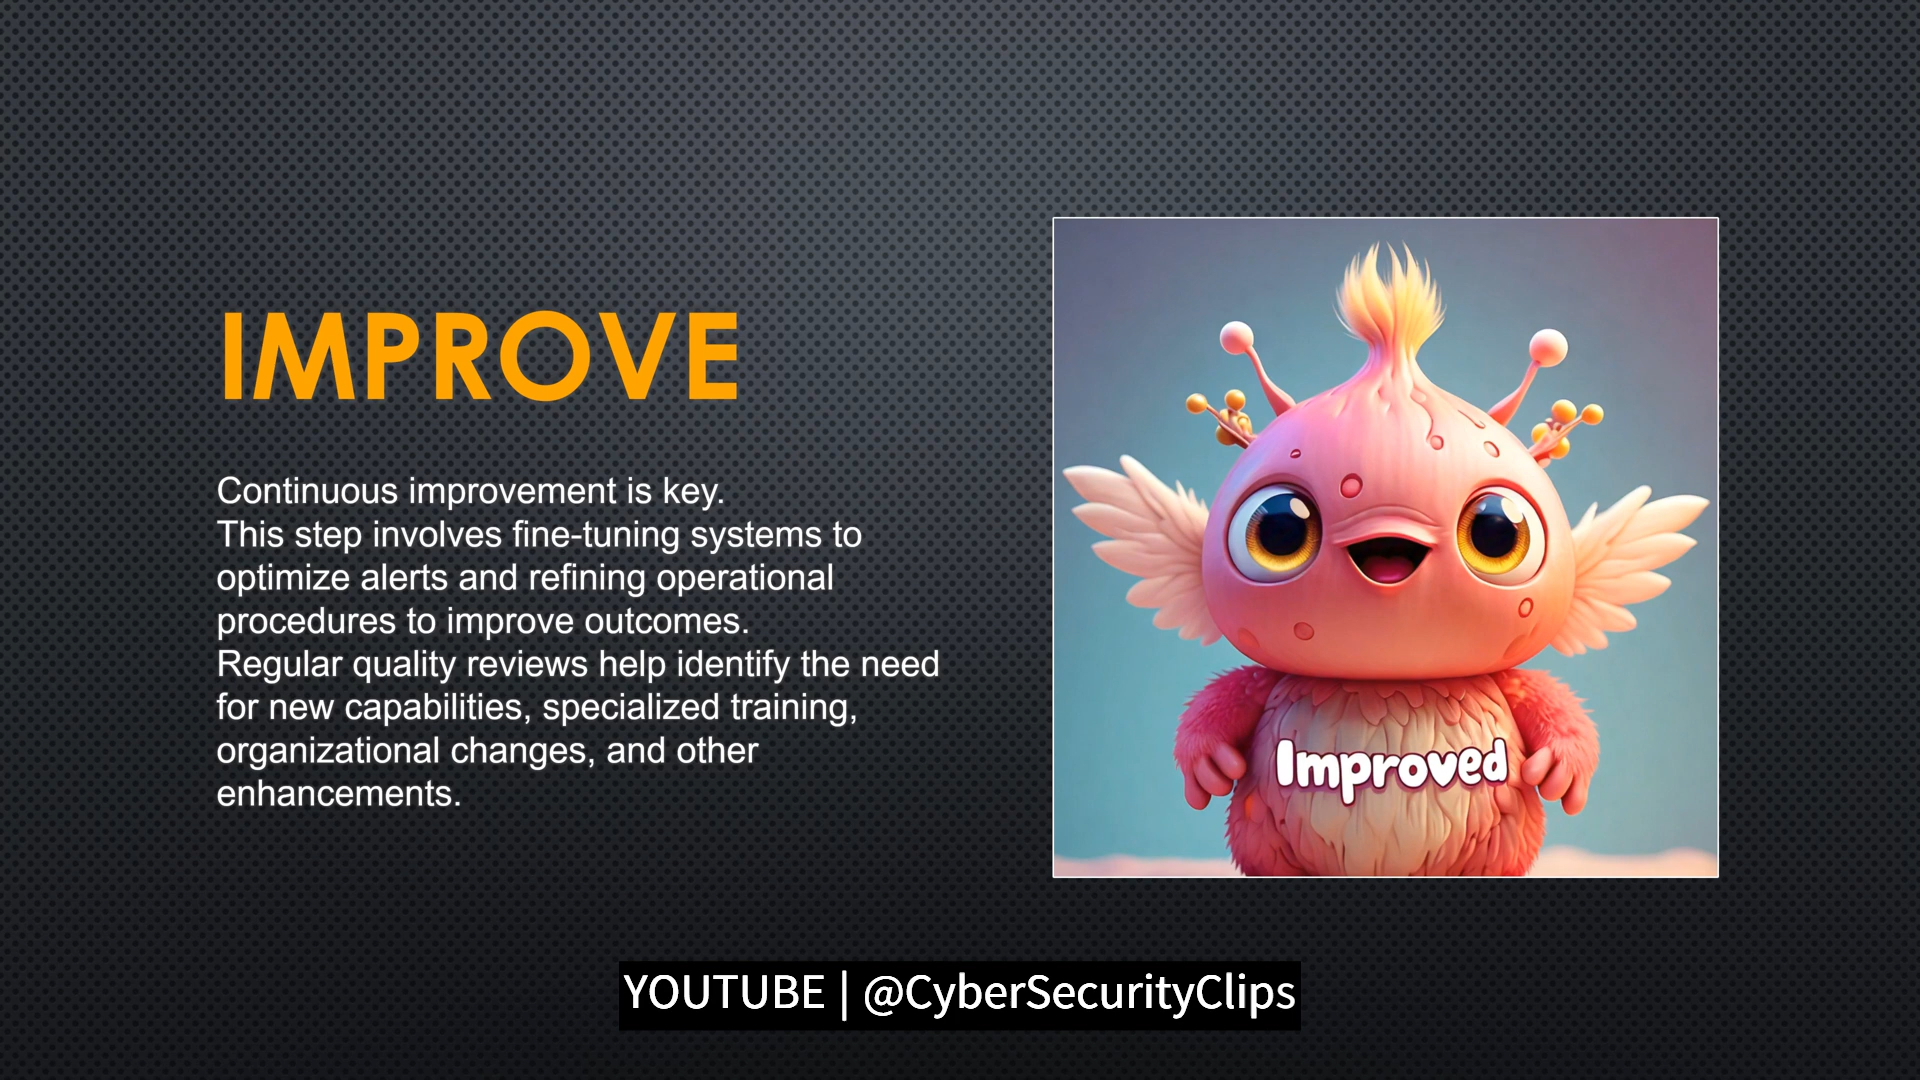 IMPROVE
Continuous improvement is key.
This step involves fine-tuning systems to
optimize alerts and refining operational
procedures to improve outcomes.
Regular quality reviews help identify the need
for new capabilities, specialized training,
organizational changes, and other
enhancements.
Improved
YOUTUBE | @CyberSecurityClips